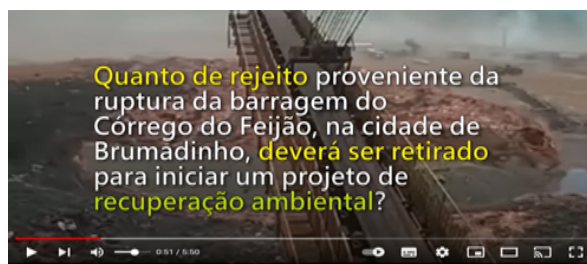 Quanto de rejeito proveniente da
ruptura da barragem do
Córrego do Feijão, na cidade de
Brumadinho, deverá ser retirado
para iniciar um projeto de
recuperação ambiental?
0:51 / 5:50